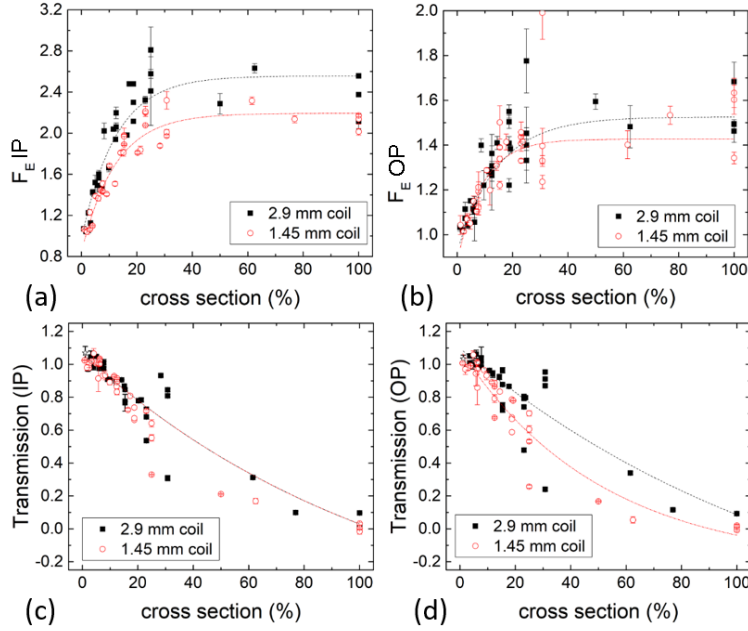 3.2
2.8
2.4
2.0
1.6
1.2
0.8
F_E IP
0 20 40 60 80 100
cross section (%)
2.9 mm coil
1.45 mm coil
(a)
2.0
1.8
1.6
1.4
1.2
1.0
F_E OP
0 20 40 60 80 100
cross section (%)
2.9 mm coil
1.45 mm coil
(b)
1.2
1.0
0.8
0.6
0.4
0.2
0.0
-0.2
Transmission (IP)
0 20 40 60 80 100
cross section (%)
2.9 mm coil
1.45 mm coil
(c)
1.2
1.0
0.8
0.6
0.4
0.2
0.0
-0.2
Transmission (OP)
0 20 40 60 80 100
cross section (%)
2.9 mm coil
1.45 mm coil
(d)